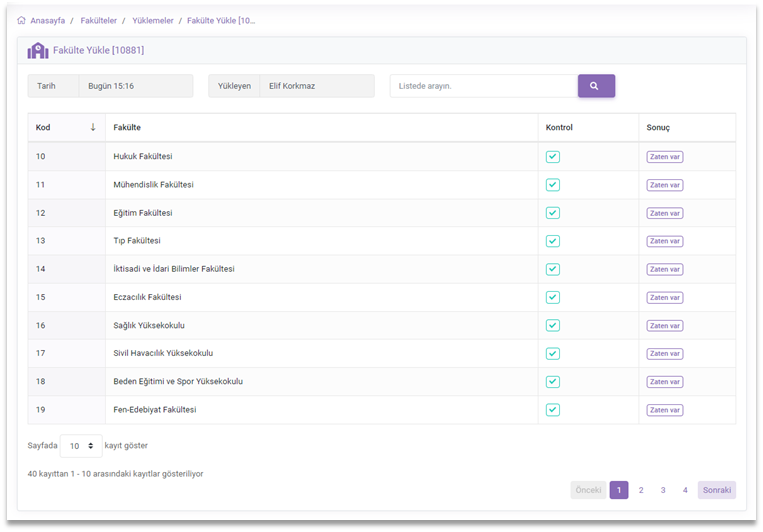 Anasayfa / Fakülteler / Yüklemeler / Fakülte Yükle [10...
Fakülte Yükle [10881]
Tarih Bugün 15:16 Yükleyen Elif Korkmaz Listede arayın.
Kod Fakülte Kontrol Sonuç
10 Hukuk Fakültesi Zaten var
11 Mühendislik Fakültesi Zaten var
12 Eğitim Fakültesi Zaten var
13 Tıp Fakültesi Zaten var
14 İktisadi ve İdari Bilimler Fakültesi Zaten var
15 Eczacılık Fakültesi Zaten var
16 Sağlık Yüksekokulu Zaten var
17 Sivil Havacılık Yüksekokulu Zaten var
18 Beden Eğitimi ve Spor Yüksekokulu Zaten var
19 Fen-Edebiyat Fakültesi Zaten var
Sayfada 10 kayıt göster
40 kayıttan 1 - 10 arasındaki kayıtlar gösteriliyor
Önceki 1 2 3 4 Sonraki